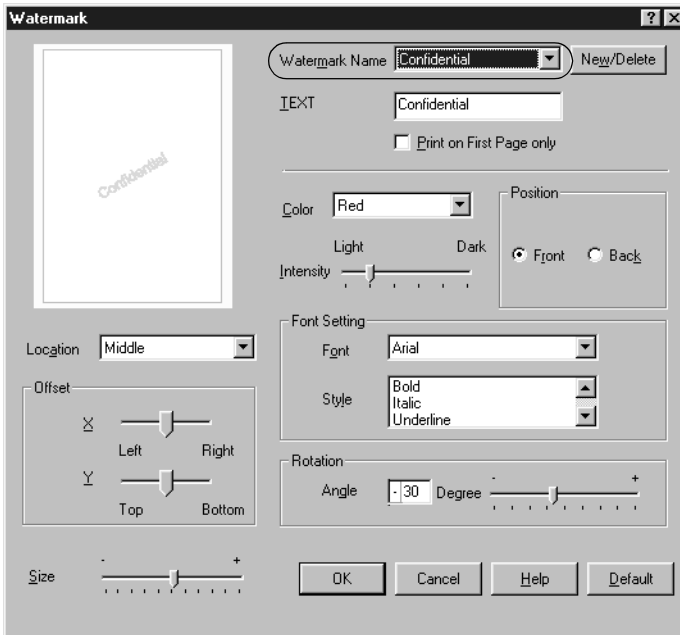 Watermark
Confidential
Watermark Name Confidential New/Delete
TEXT Confidential
Print on First Page only
Color Red
Position
Light Dark
Front Back
Intensity
Location Middle
Font Setting
Font Arial
Style Bold
Italic
Underline
Offset
X
Left Right
Y
Top Bottom
Rotation
- +
Angle - 30 Degree
Size - +
OK Cancel Help Default